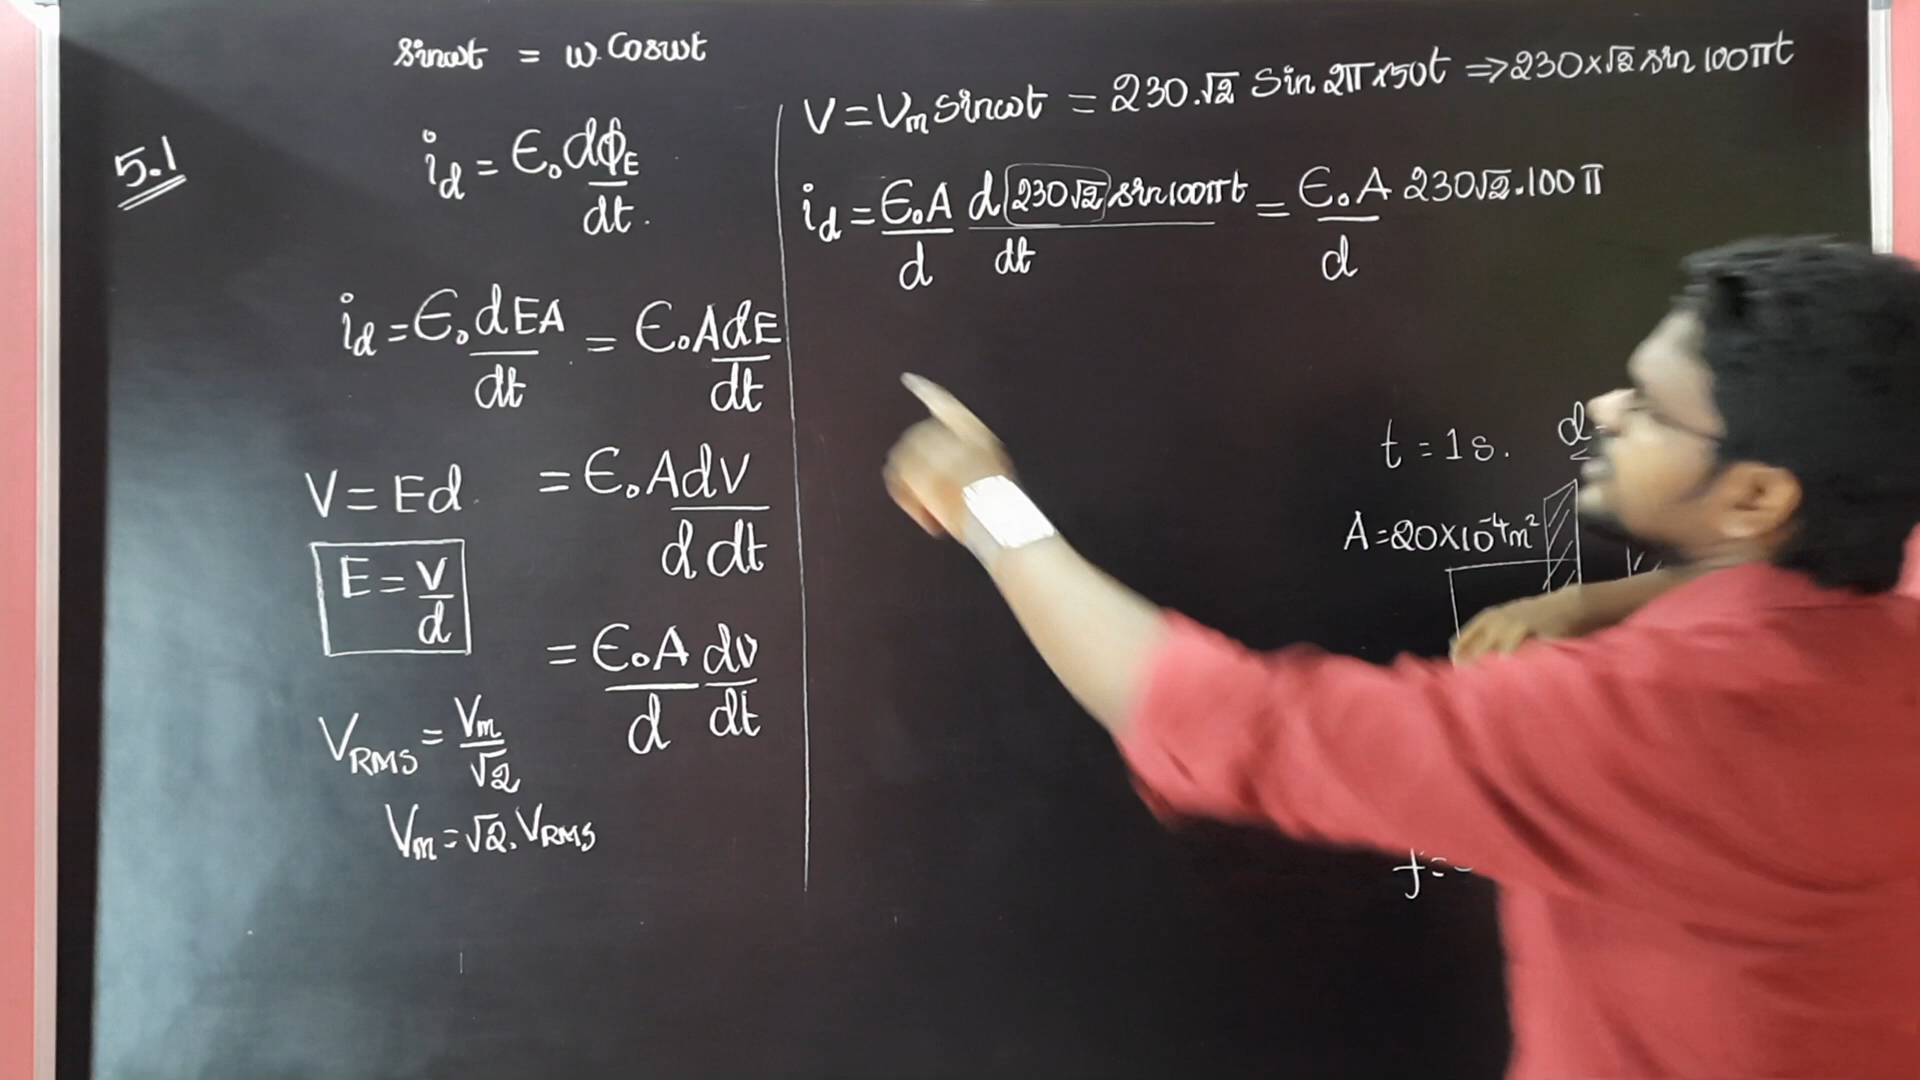 sinωt = ω Cosωt
5.1
i_d = ε₀ dφ_E / dt.
i_d = ε₀ dEA / dt = ε₀A dE / dt
V = Ed = ε₀A dV / d dt
E = V / d
= ε₀A / d dv / dt
V_RMS = V_m / √2
V_m = √2. V_RMS
V = V_m sinωt = 230.√2 Sin 2π×50t ⇒ 230×√2 sin 100πt
i_d = ε₀A / d d(230√2) sin 100πt / dt = ε₀A / d 230√2.100π
t = 1s. d
A = 20×10⁻⁴m²
f =